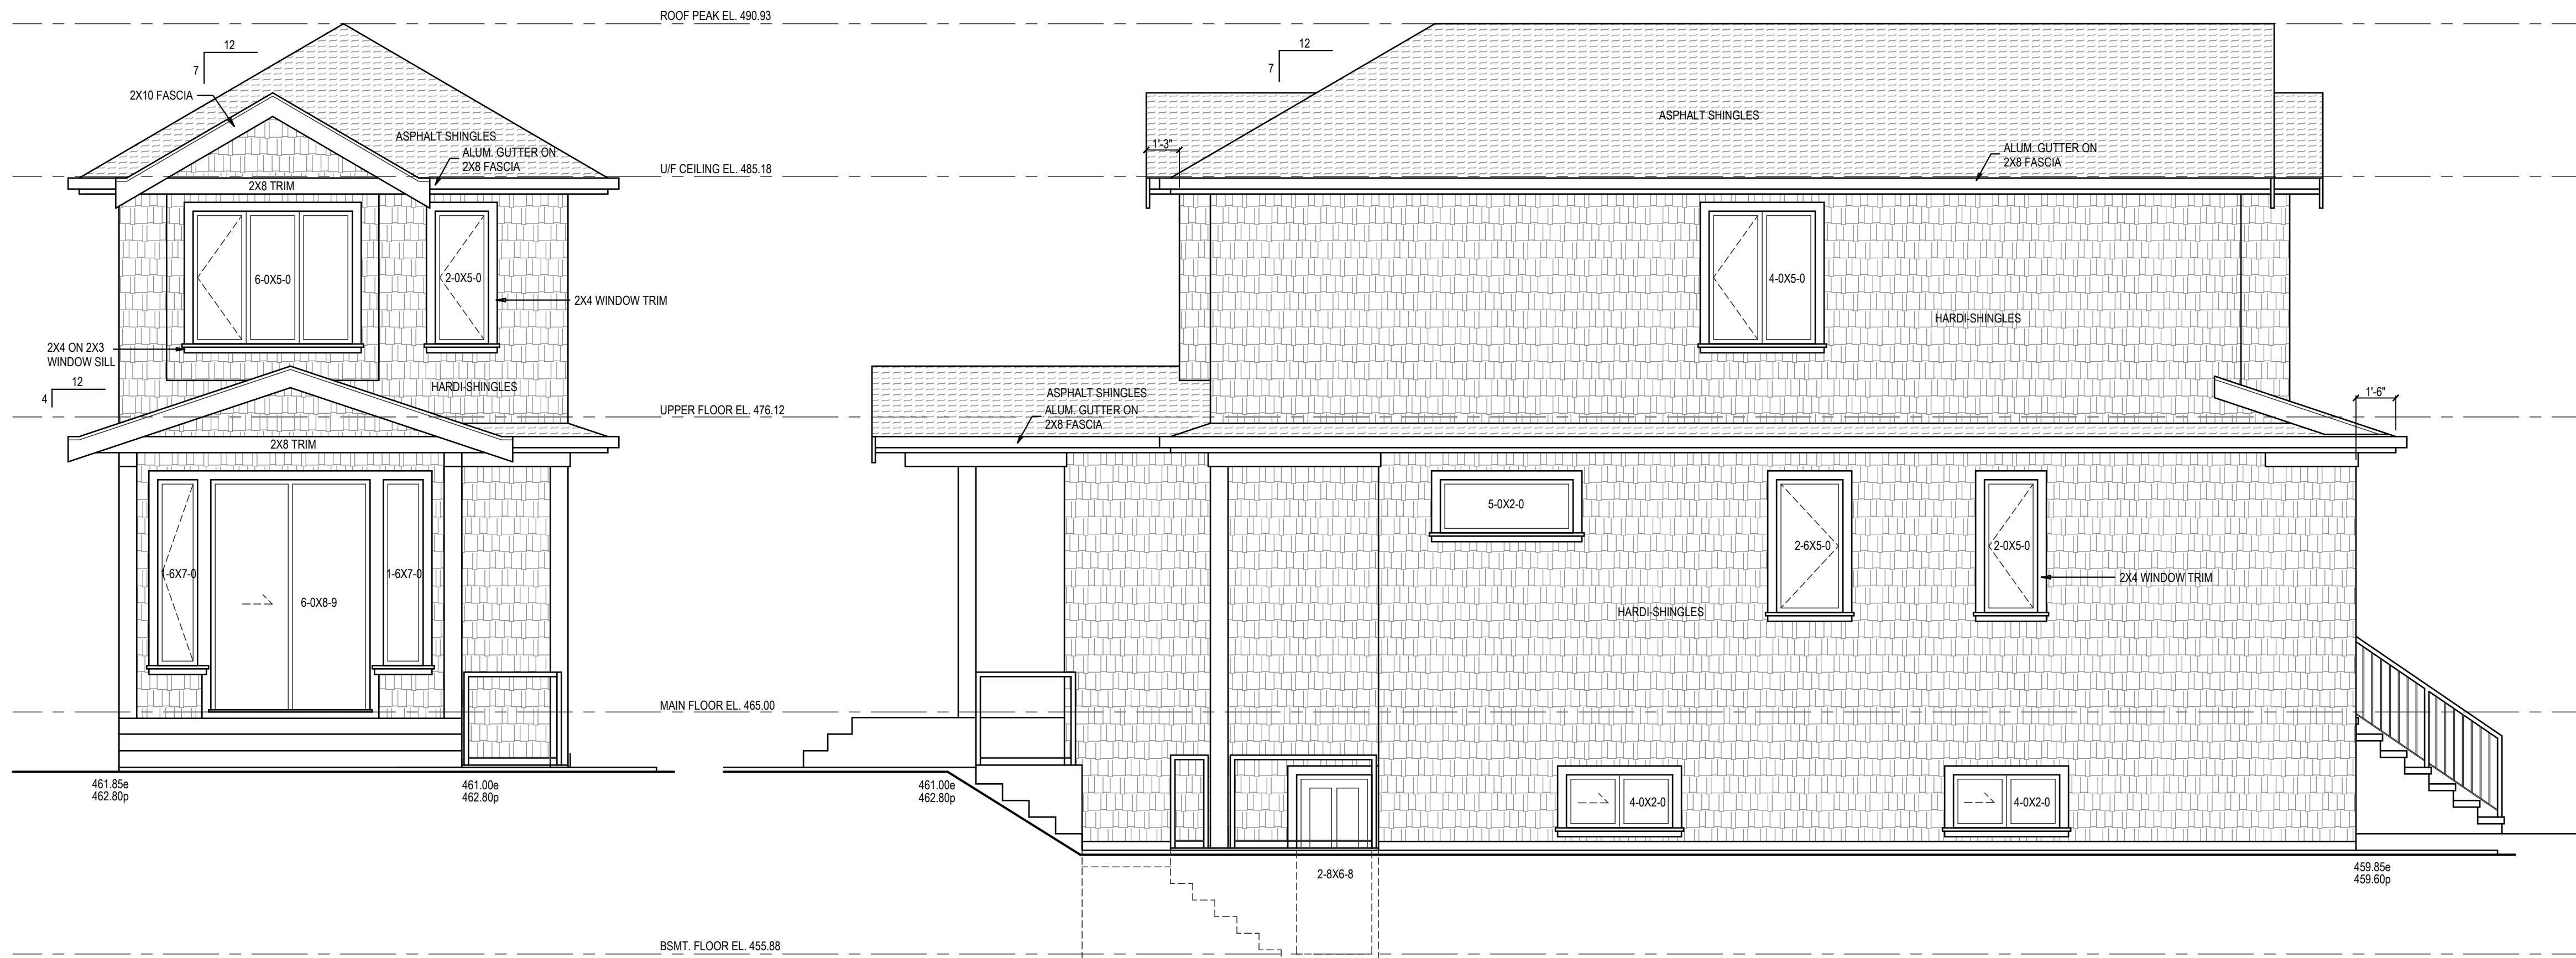 ROOF PEAK EL. 490.93
12
7
2X10 FASCIA
ASPHALT SHINGLES
ALUM. GUTTER ON
2X8 FASCIA
U/F CEILING EL. 485.18
2X8 TRIM
6-0X5-0
2-0X5-0
2X4 WINDOW TRIM
2X4 ON 2X3
WINDOW SILL
12
4
HARDI-SHINGLES
UPPER FLOOR EL. 476.12
2X8 TRIM
1-6X7-0
6-0X8-9
1-6X7-0
MAIN FLOOR EL. 465.00
461.85e
462.80p
461.00e
462.80p
BSMT. FLOOR EL. 455.88
12
7
1'-3"
ASPHALT SHINGLES
ALUM. GUTTER ON
2X8 FASCIA
4-0X5-0
HARDI-SHINGLES
ASPHALT SHINGLES
ALUM. GUTTER ON
2X8 FASCIA
1'-6"
5-0X2-0
2-6X5-0
2-0X5-0
2X4 WINDOW TRIM
HARDI-SHINGLES
461.00e
462.80p
4-0X2-0
4-0X2-0
2-8X6-8
459.85e
459.60p